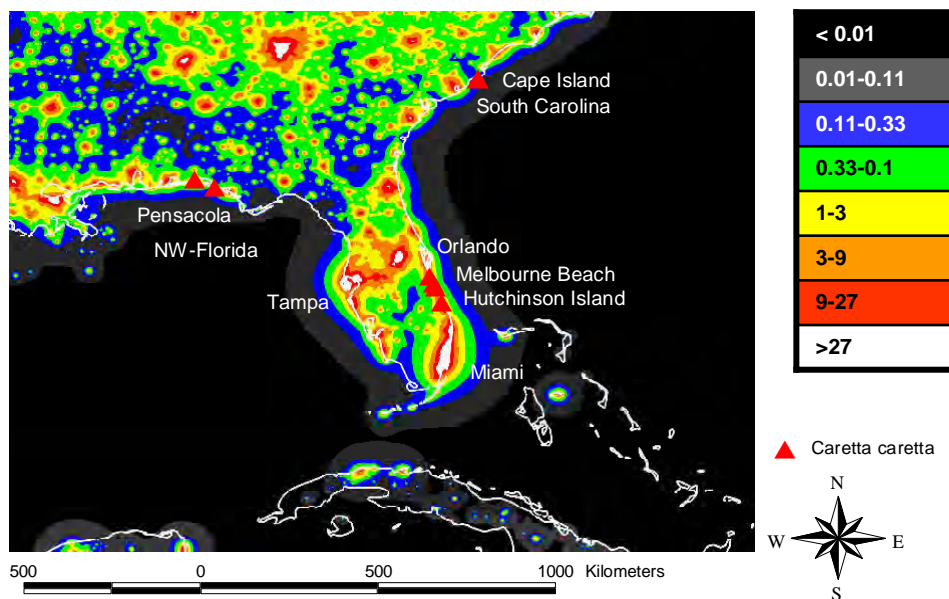 Cape Island
South Carolina
Pensacola
NW-Florida
Orlando
Melbourne Beach
Hutchinson Island
Tampa
Miami
< 0.01
0.01-0.11
0.11-0.33
0.33-0.1
1-3
3-9
9-27
>27
Caretta caretta
N
W E
S
500 0 500 1000 Kilometers